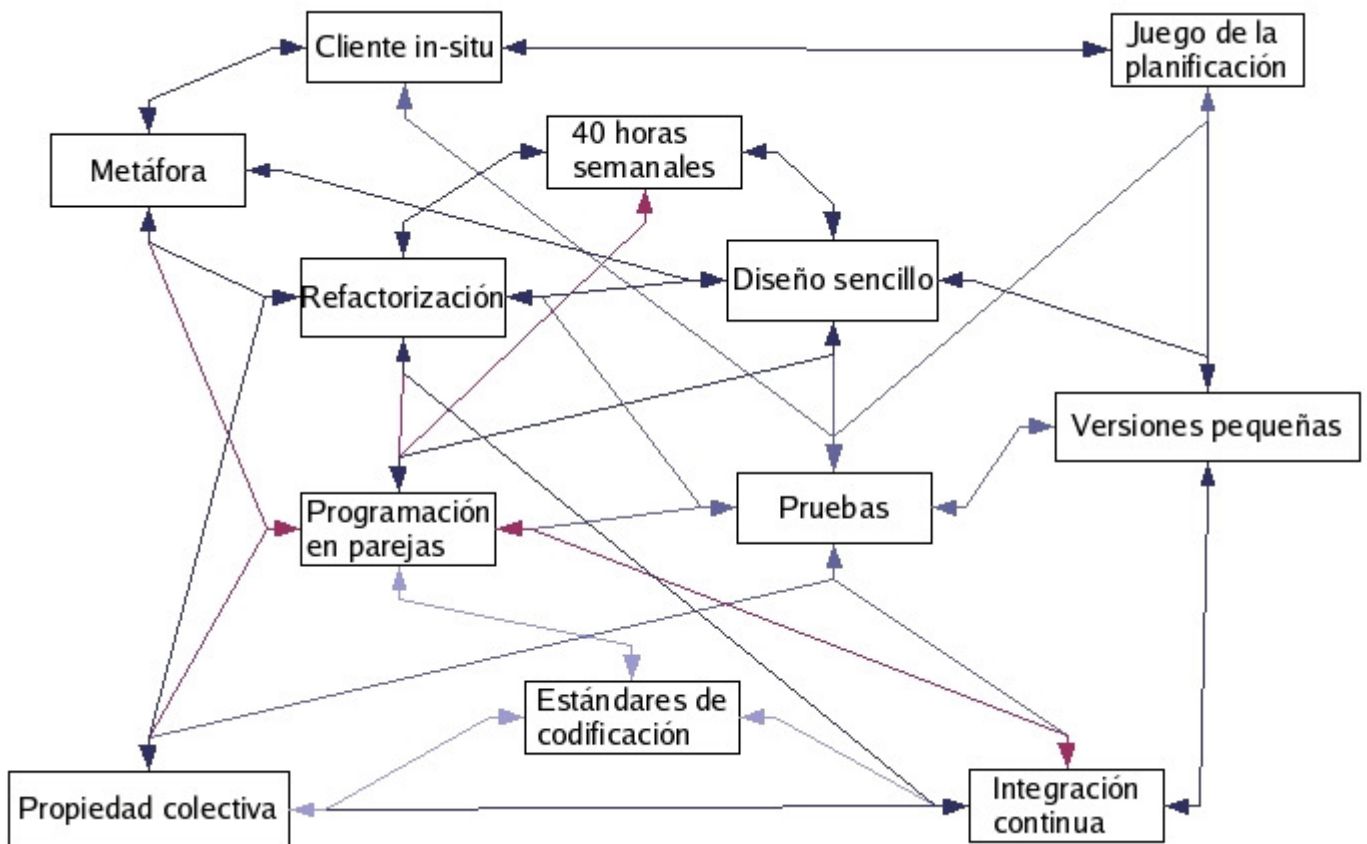 Cliente in-situ
Juego de la
planificación
40 horas
semanales
Metáfora
Refactorización
Diseño sencillo
Versiones pequeñas
Programación
en parejas
Pruebas
Estándares de
codificación
Propiedad colectiva
Integración
continua